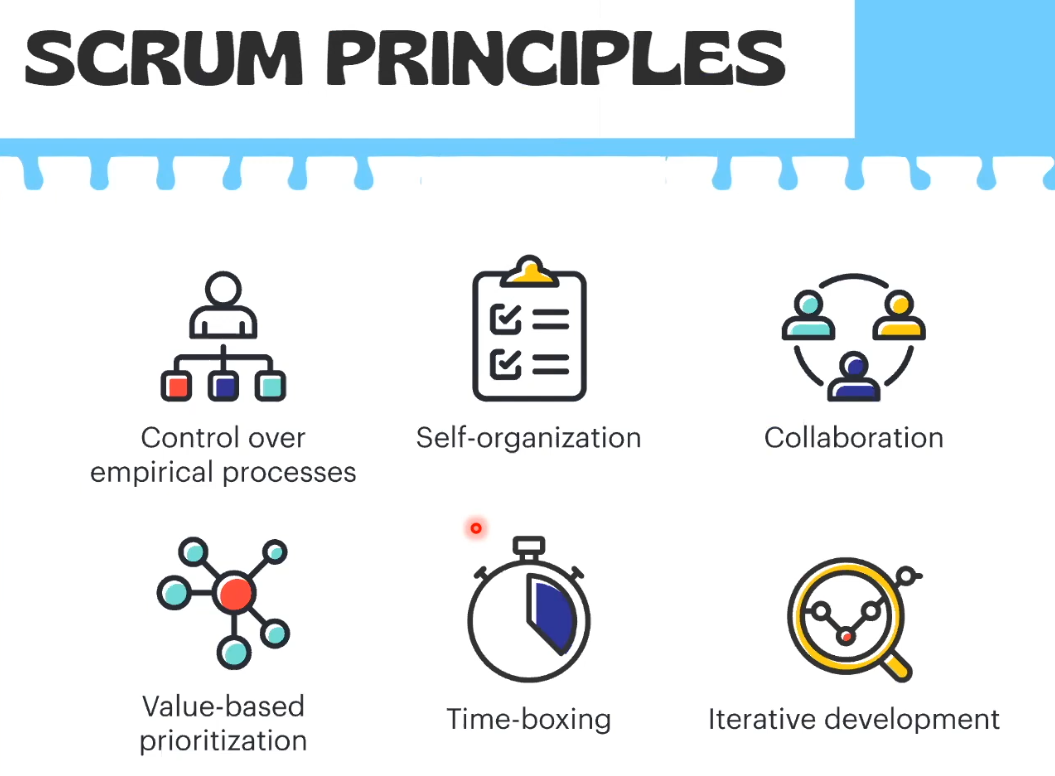 SCRUM PRINCIPLES
Control over
empirical processes
Self-organization
Collaboration
Value-based
prioritization
Time-boxing
Iterative development